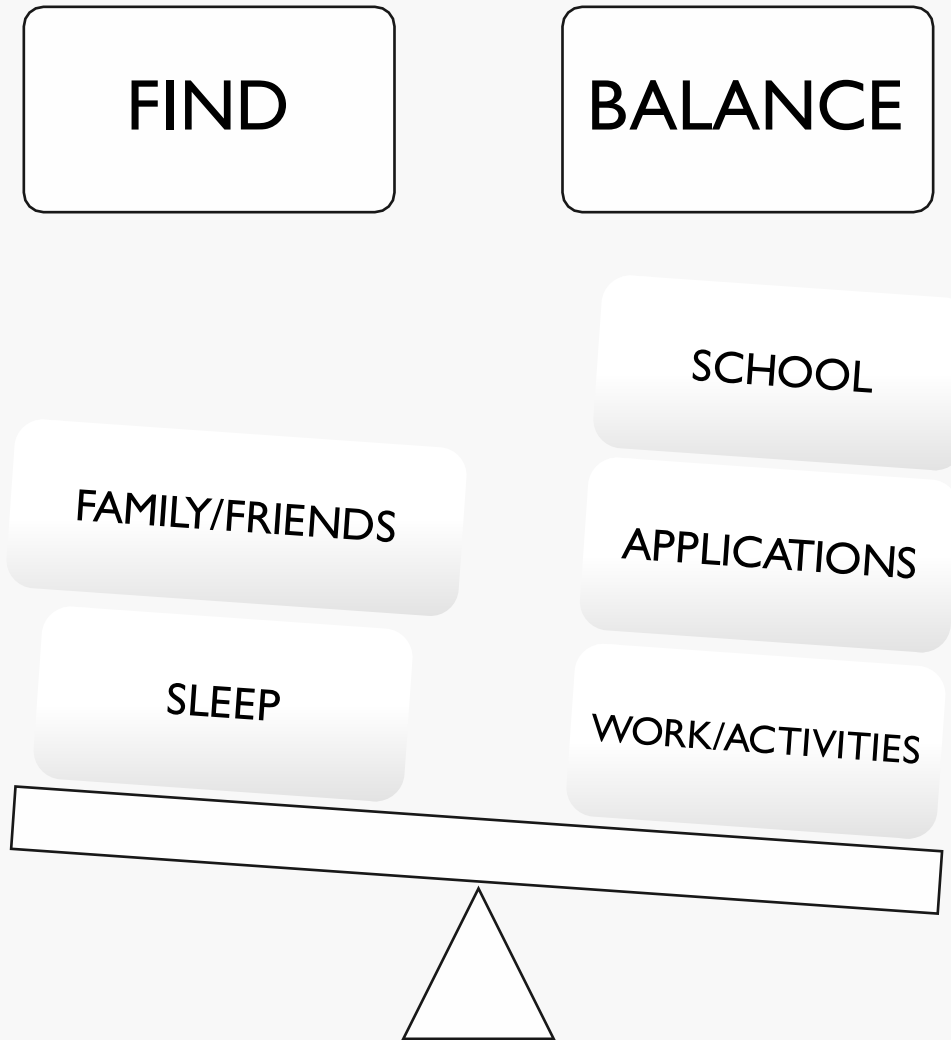 FIND
BALANCE
SCHOOL
FAMILY/FRIENDS
APPLICATIONS
SLEEP
WORK/ACTIVITIES